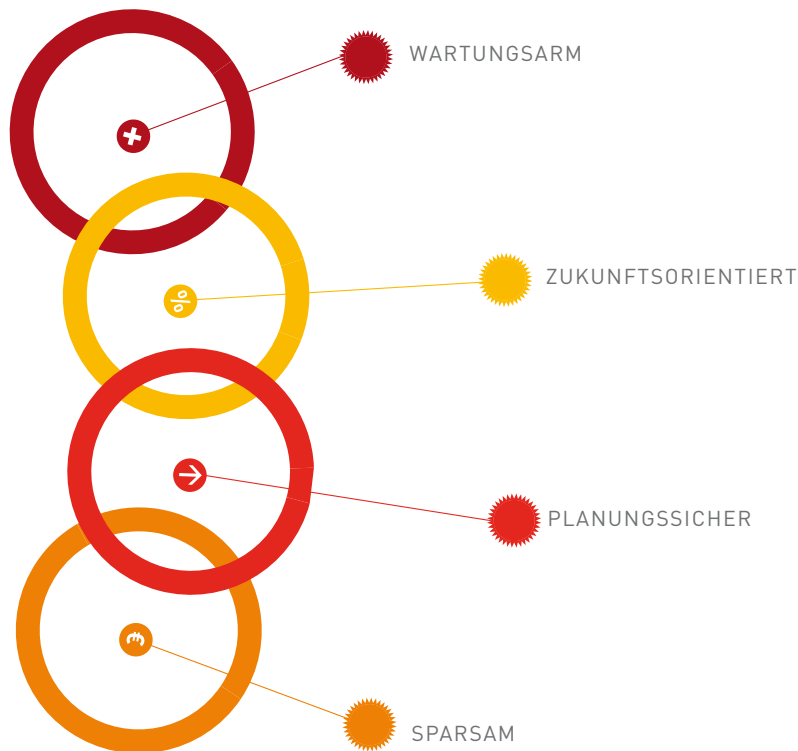 WARTUNGSARM
%
ZUKUNFTSORIENTIERT
PLANUNGSSICHER
€
SPARSAM